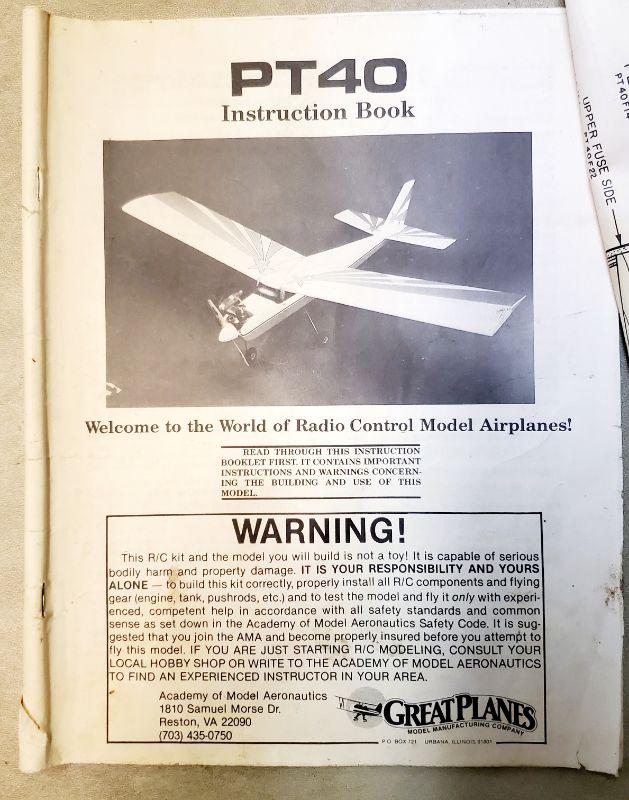 PT40
Instruction Book
Welcome to the World of Radio Control Model Airplanes!
READ THROUGH THIS INSTRUCTION
BOOKLET FIRST. IT CONTAINS IMPORTANT
INSTRUCTIONS AND WARNINGS CONCERN-
ING THE BUILDING AND USE OF THIS
MODEL.
WARNING!
This R/C kit and the model you will build is not a toy! It is capable of serious
bodily harm and property damage. IT IS YOUR RESPONSIBILITY AND YOURS
ALONE — to build this kit correctly, properly install all R/C components and flying
gear (engine, tank, pushrods, etc.) and to test the model and fly it only with experi-
enced, competent help in accordance with all safety standards and common
sense as set down in the Academy of Model Aeronautics Safety Code. It is sug-
gested that you join the AMA and become properly insured before you attempt to
fly this model. IF YOU ARE JUST STARTING R/C MODELING, CONSULT YOUR
LOCAL HOBBY SHOP OR WRITE TO THE ACADEMY OF MODEL AERONAUTICS
TO FIND AN EXPERIENCED INSTRUCTOR IN YOUR AREA.
Academy of Model Aeronautics
1810 Samuel Morse Dr.
Reston, VA 22090
(703) 435-0750
GREAT PLANES
MODEL MANUFACTURING COMPANY
P.O. BOX 721 URBANA, ILLINOIS 61801
UPPER FUSE SIDE
PT40F22
PT40F14